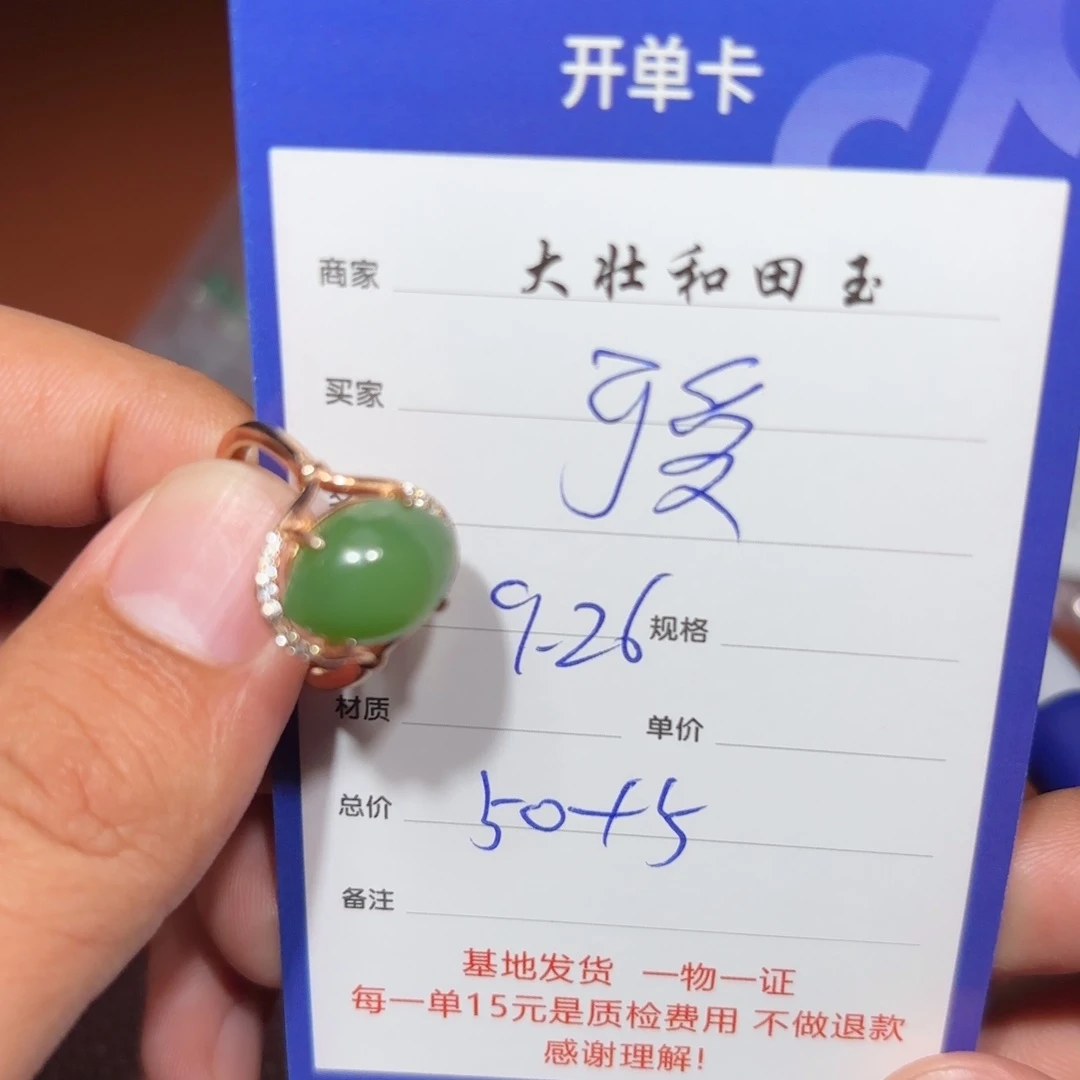 开单卡
商家 大壮和田玉
买家
9-26 规格
材质 单价
总价 50+5
备注
基地发货 一物一证
每一单15元是质检费用 不做退款
感谢理解!